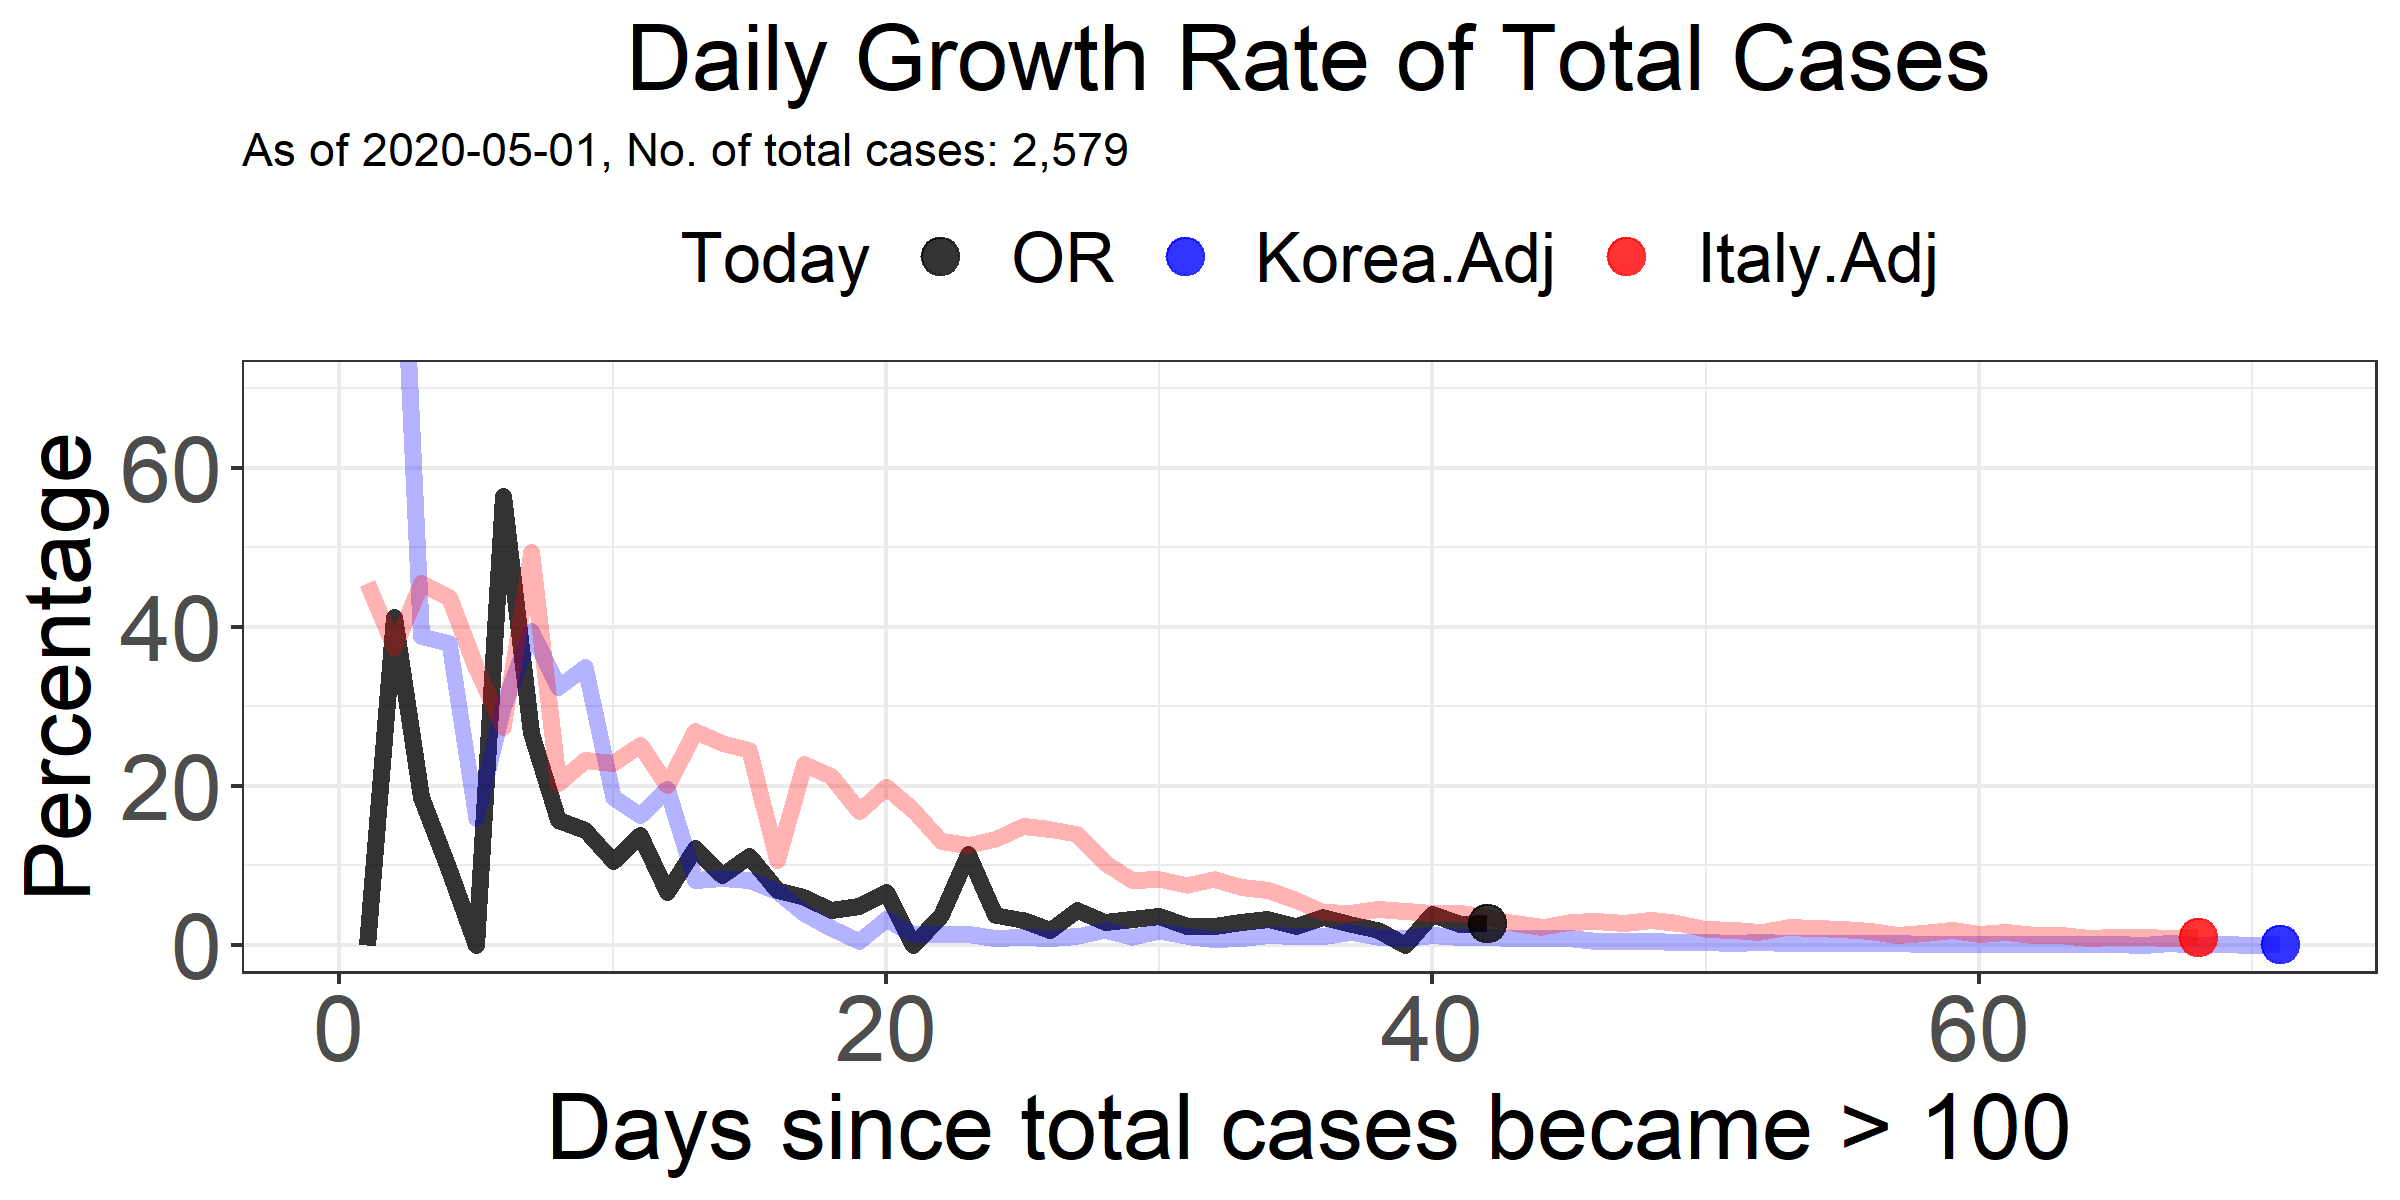 Daily Growth Rate of Total Cases
As of 2020-05-01, No. of total cases: 2,579
Today OR Korea.Adj Italy.Adj
Percentage
60
40
20
0
0 20 40 60
Days since total cases became > 100